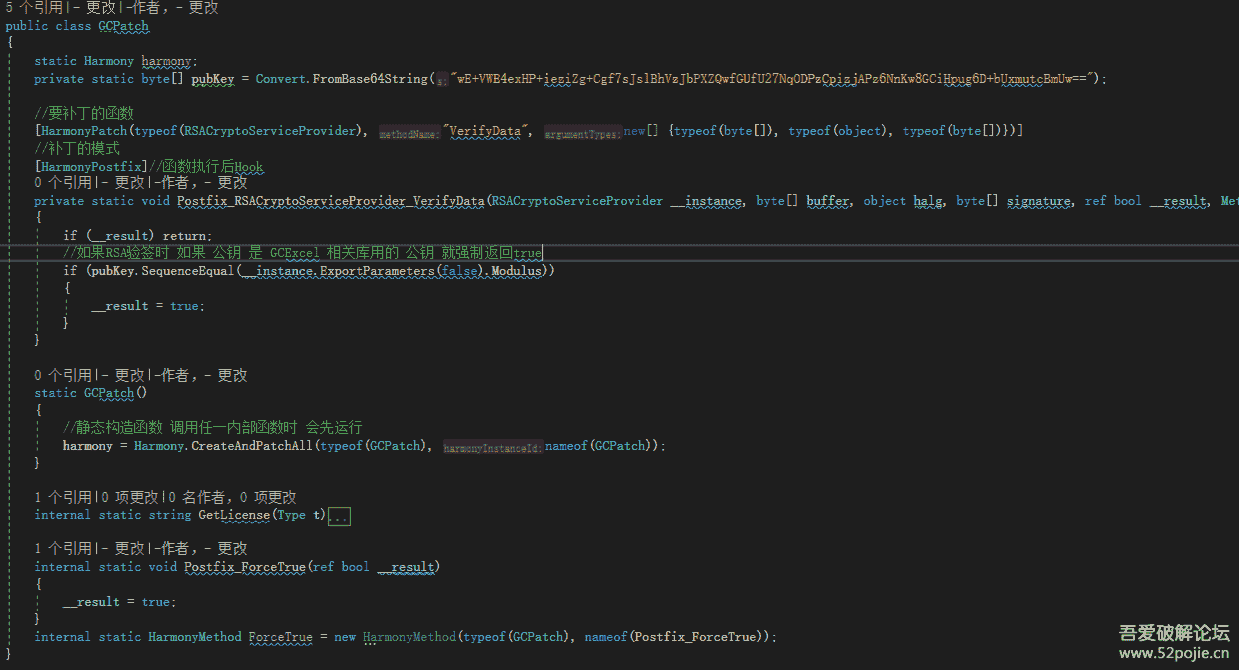 5 个引用|- 更改|-作者, - 更改
public class GCPatch
{
static Harmony harmony;
private static byte[] pubKey = Convert.FromBase64String(s:"wE+VWB4exHP+iegiZg+Cgf7sJslBhVzJbPXZQwfGUfU27NqODPzCpizjAPz6NnKw8GCiHpug6D+bUxmutcBmUw==");
//要补丁的函数
[HarmonyPatch(typeof(RSACryptoServiceProvider), methodName:"VerifyData", argumentTypes:new[] {typeof(byte[]), typeof(object), typeof(byte[])})]
//补丁的模式
[HarmonyPostfix]//函数执行后Hook
0 个引用|- 更改|-作者, - 更改
private static void Postfix_RSACryptoServiceProvider_VerifyData(RSACryptoServiceProvider __instance, byte[] buffer, object halg, byte[] signature, ref bool __result, Met
{
if (__result) return;
//如果RSA验签时 如果 公钥 是 GCExcel 相关库用的 公钥 就强制返回true
if (pubKey.SequenceEqual(__instance.ExportParameters(false).Modulus))
{
__result = true;
}
}
0 个引用|- 更改|-作者, - 更改
static GCPatch()
{
//静态构造函数 调用任一内部函数时 会先运行
harmony = Harmony.CreateAndPatchAll(typeof(GCPatch), harmonyInstanceId:nameof(GCPatch));
}
1 个引用|0 项更改|0 名作者, 0 项更改
internal static string GetLicense(Type t)...
1 个引用|- 更改|-作者, - 更改
internal static void Postfix_ForceTrue(ref bool __result)
{
__result = true;
}
internal static HarmonyMethod ForceTrue = new HarmonyMethod(typeof(GCPatch), nameof(Postfix_ForceTrue));
}
吾爱破解论坛
www.52pojie.cn